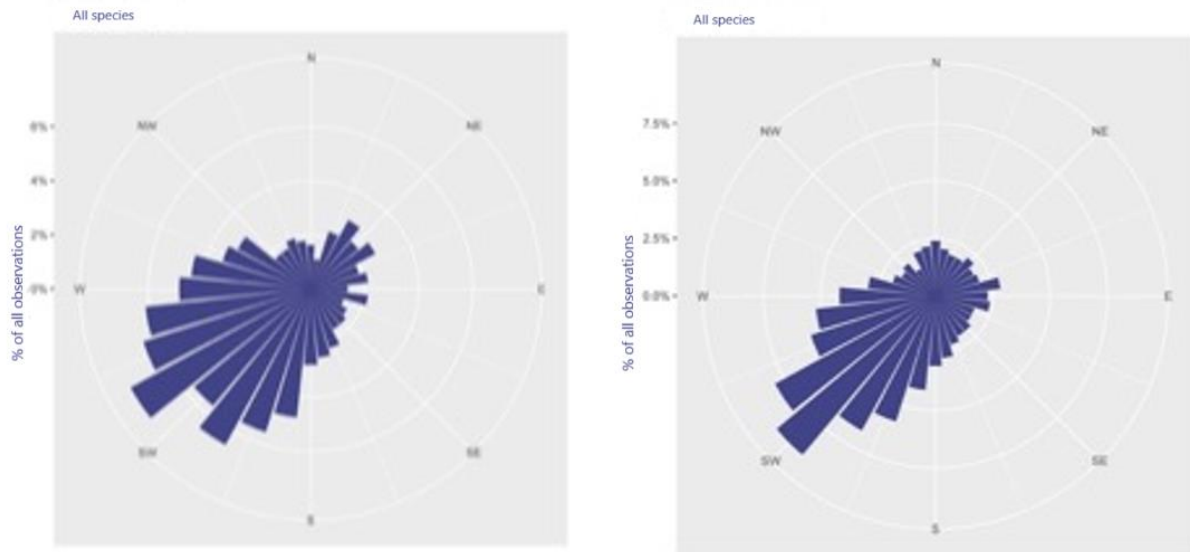 All species
N
NW
NE
6%
4%
2%
0%
% of all observations
W
E
SW
SE
S
All species
N
NW
NE
7.5%
5.0%
2.5%
0.0%
% of all observations
W
E
SW
SE
S